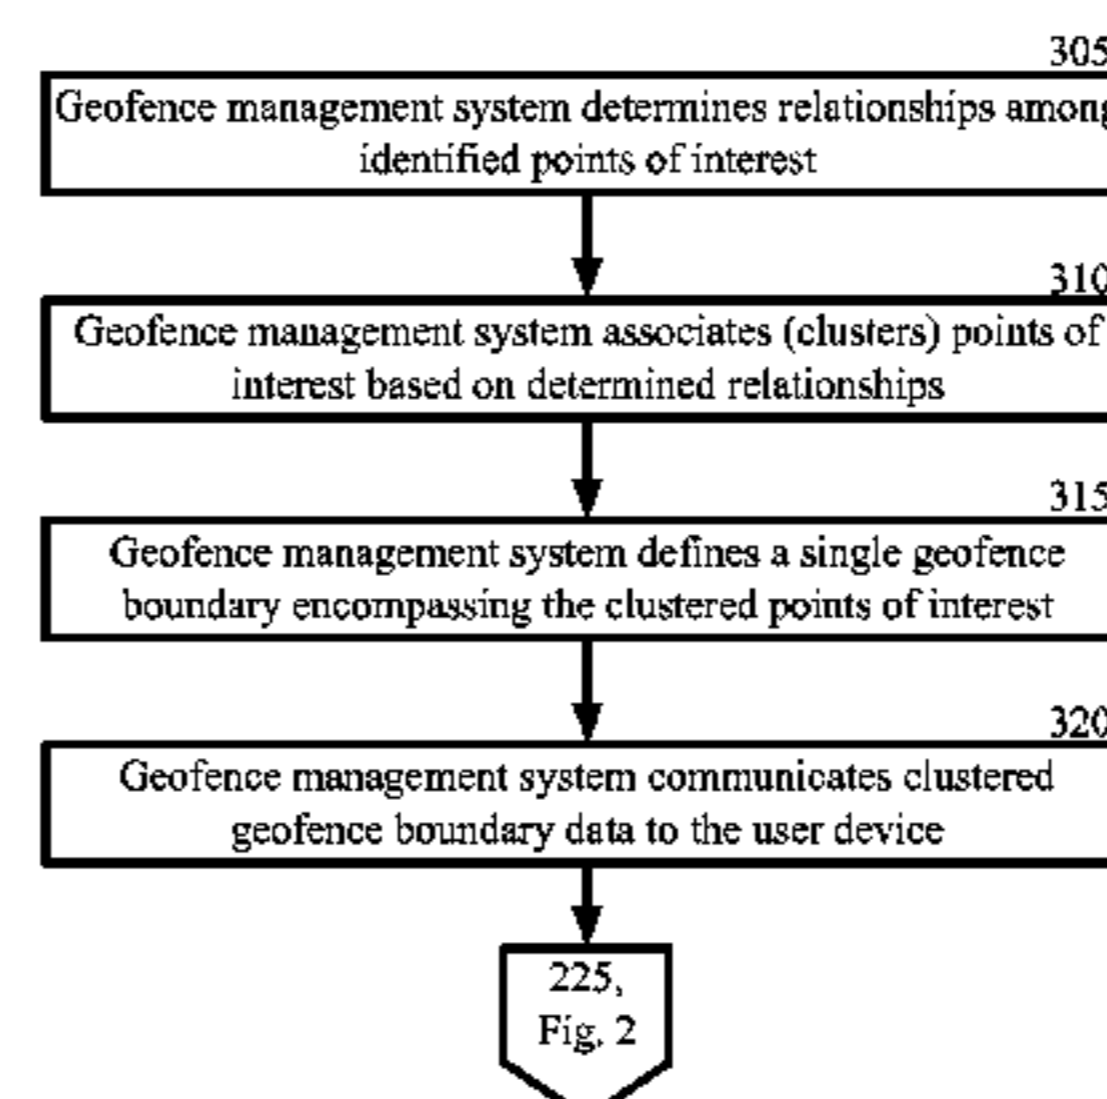 305
Geofence management system determines relationships among
identified points of interest
310
Geofence management system associates (clusters) points of
interest based on determined relationships
315
Geofence management system defines a single geofence
boundary encompassing the clustered points of interest
320
Geofence management system communicates clustered
geofence boundary data to the user device
225,
Fig. 2